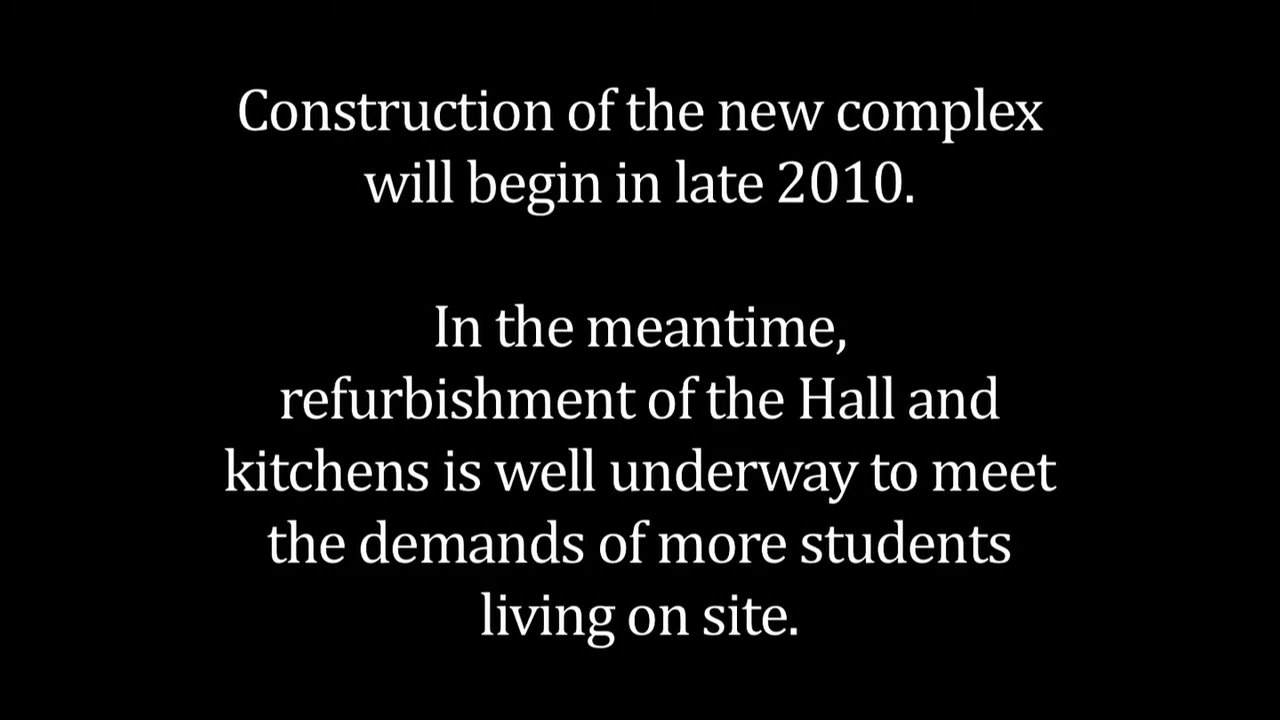 Construction of the new complex
will begin in late 2010.
In the meantime,
refurbishment of the Hall and
kitchens is well underway to meet
the demands of more students
living on site.